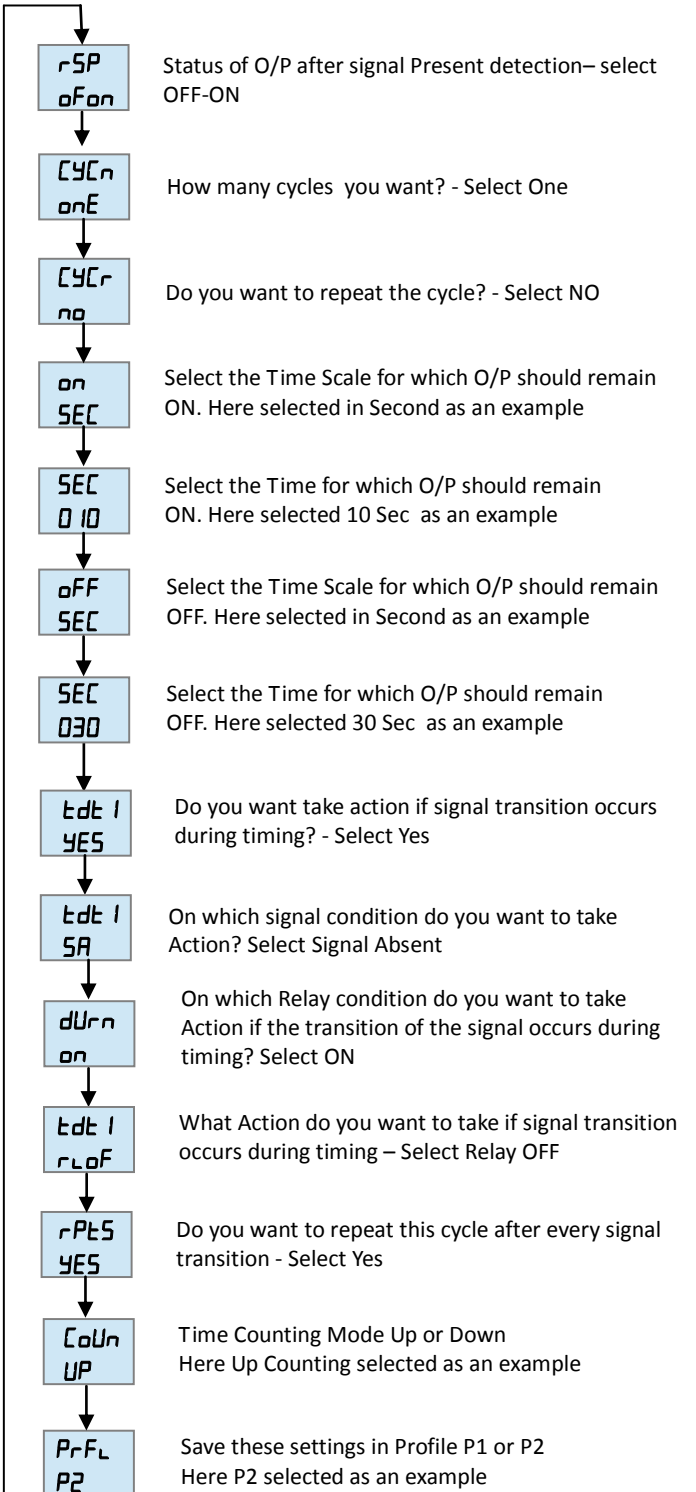 rSP
oFon
Status of O/P after signal Present detection– select
OFF-ON
CYCn
onE
How many cycles  you want? - Select One
CYCr
no
Do you want to repeat the cycle? - Select NO
on
SEC
Select the Time Scale for which O/P should remain
ON. Here selected in Second as an example
SEC
010
Select the Time for which O/P should remain
ON. Here selected 10 Sec  as an example
oFF
SEC
Select the Time Scale for which O/P should remain
OFF. Here selected in Second as an example
SEC
030
Select the Time for which O/P should remain
OFF. Here selected 30 Sec  as an example
tdt1
YES
Do you want take action if signal transition occurs
during timing? - Select Yes
tdt1
SA
On which signal condition do you want to take
Action? Select Signal Absent
dUrn
on
On which Relay condition do you want to take
Action if the transition of the signal occurs during
timing? Select ON
tdt1
rLoF
What Action do you want to take if signal transition
occurs during timing – Select Relay OFF
rPtS
YES
Do you want to repeat this cycle after every signal
transition - Select Yes
CoUn
UP
Time Counting Mode Up or Down
Here Up Counting selected as an example
PrFL
P2
Save these settings in Profile P1 or P2
Here P2 selected as an example